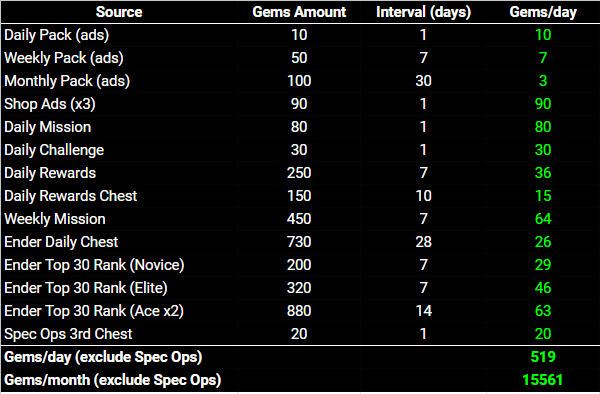 Source Gems Amount Interval (days) Gems/day
Daily Pack (ads) 10 1 10
Weekly Pack (ads) 50 7 7
Monthly Pack (ads) 100 30 3
Shop Ads (x3) 90 1 90
Daily Mission 80 1 80
Daily Challenge 30 1 30
Daily Rewards 250 7 36
Daily Rewards Chest 150 10 15
Weekly Mission 450 7 64
Ender Daily Chest 730 28 26
Ender Top 30 Rank (Novice) 200 7 29
Ender Top 30 Rank (Elite) 320 7 46
Ender Top 30 Rank (Ace x2) 880 14 63
Spec Ops 3rd Chest 20 1 20
Gems/day (exclude Spec Ops) 519
Gems/month (exclude Spec Ops) 15561